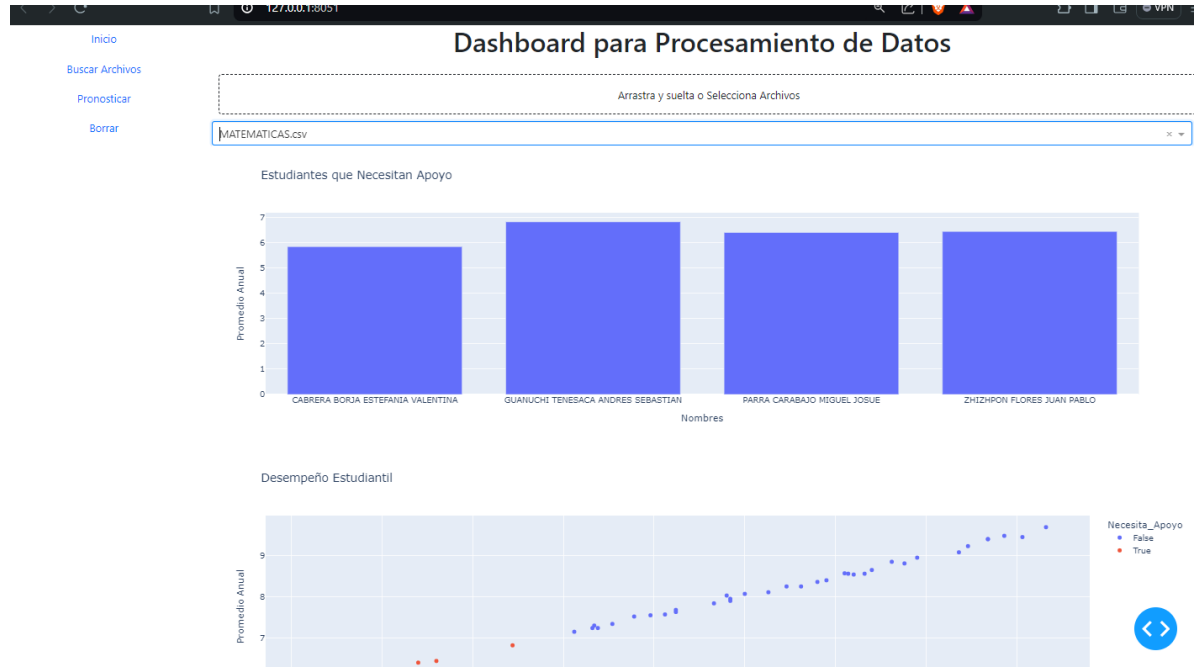 127.0.0.1:8051
VPN
Inicio
Buscar Archivos
Pronosticar
Borrar
Dashboard para Procesamiento de Datos
Arrastra y suelta o Selecciona Archivos
MATEMATICAS.csv
Estudiantes que Necesitan Apoyo
Promedio Anual
7
6
5
4
3
2
1
0
CABRERA BORJA ESTEFANIA VALENTINA
GUANUCHI TENESACA ANDRES SEBASTIAN
PARRA CARABAJO MIGUEL JOSUE
ZHIZHPON FLORES JUAN PABLO
Nombres
Desempeño Estudiantil
Promedio Anual
9
8
7
Necesita_Apoyo
False
True